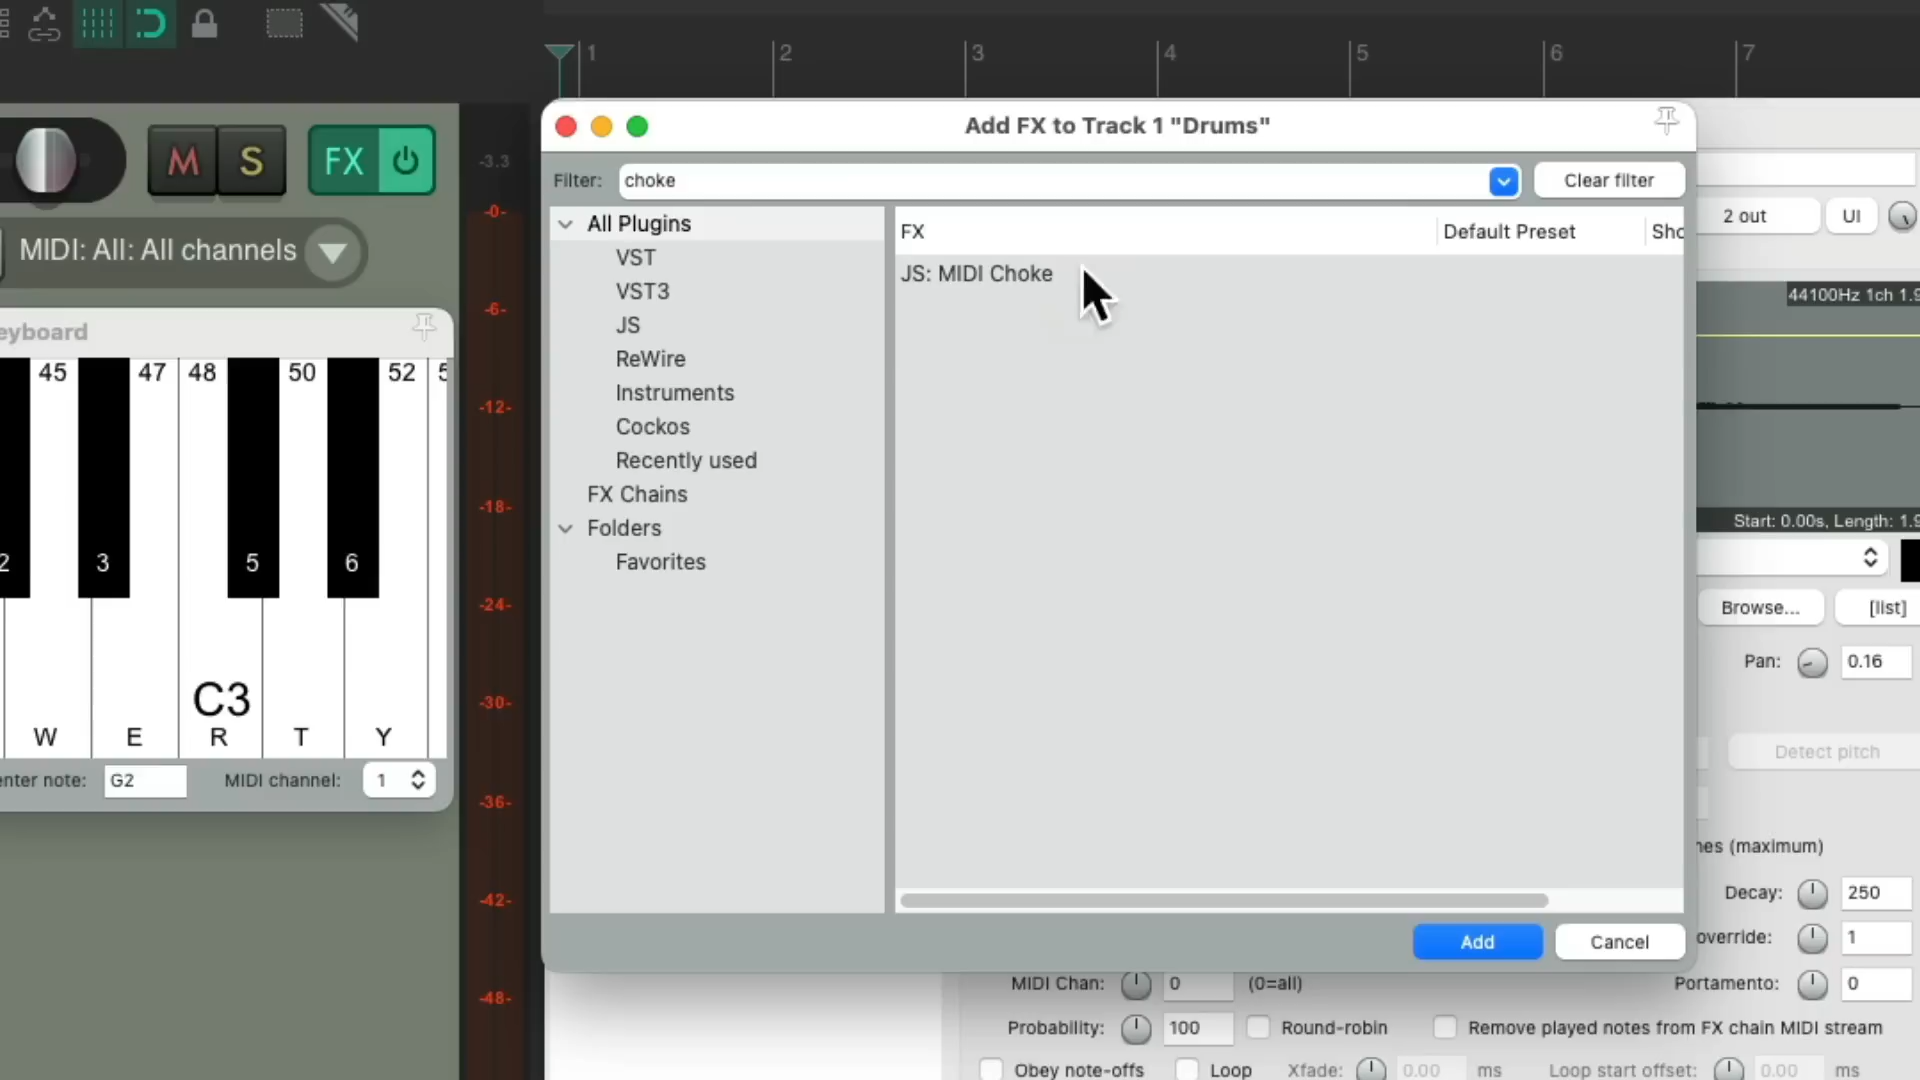 1 2 3 4 5 6 7
Add FX to Track 1 "Drums"
M S FX
-3.3
Filter: choke Clear filter
-0-
All Plugins
FX Default Preset Sho
2 out UI
MIDI: All: All channels
VST
JS: MIDI Choke
VST3
44100Hz 1ch 1.9
-6-
JS
eyboard
ReWire
45 47 48 50 52 5
Instruments
-12-
Cockos
Recently used
FX Chains
-18-
Start: 0.00s, Length: 1.9
Folders
Favorites
2 3 5 6
-24-
Browse... [list]
Pan: 0.16
C3
-30-
W E R T Y
Detect pitch
enter note: G2 MIDI channel: 1
-36-
nes (maximum)
Decay: 250
-42-
override: 1
Add Cancel
MIDI Chan: 0 (0=all) Portamento: 0
-48-
Probability: 100 Round-robin Remove played notes from FX chain MIDI stream
Obey note-offs Loop Xfade: 0.00 ms Loop start offset: 0.00 ms